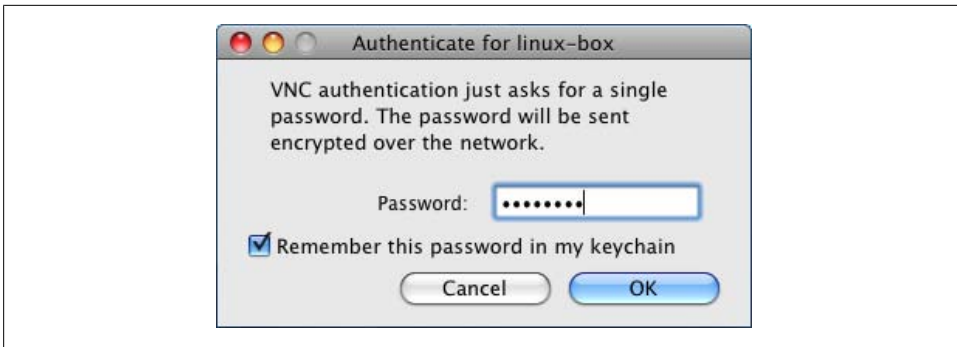 Authenticate for linux-box
VNC authentication just asks for a single
password. The password will be sent
encrypted over the network.
Password: ••••••••
Remember this password in my keychain
Cancel OK